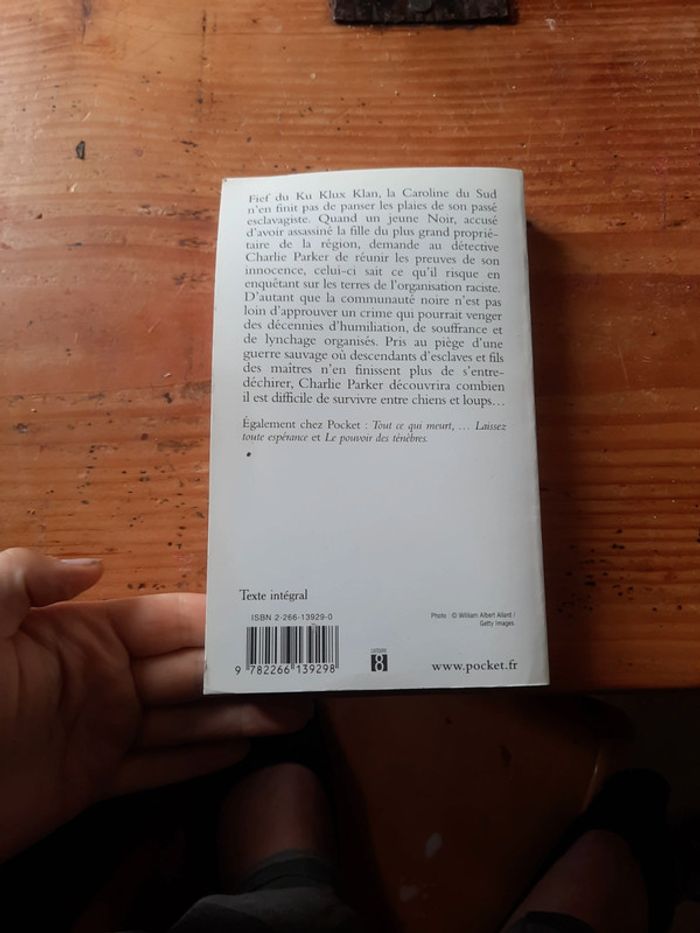 Fief du Ku Klux Klan, la Caroline du Sud
n'en finit pas de panser les plaies de son passé
esclavagiste. Quand un jeune Noir, accusé
d'avoir assassiné la fille du plus grand proprié-
taire de la région, demande au détective
Charlie Parker de réunir les preuves de son
innocence, celui-ci sait ce qu'il risque en
enquêtant sur les terres de l'organisation raciste.
D'autant que la communauté noire n'est pas
loin d'approuver un crime qui pourrait venger
des décennies d'humiliation, de souffrance et
de lynchage organisés. Pris au piège d'une
guerre sauvage où descendants d'esclaves et fils
des maîtres n'en finissent plus de s'entre-
déchirer, Charlie Parker découvrira combien
il est difficile de survivre entre chiens et loups…
Également chez Pocket : Tout ce qui meurt, … Laissez
toute espérance et Le pouvoir des ténèbres.
Texte intégral
ISBN 2-266-13929-0
9 782266 139298
8
Photo : © William Albert Allard /
Getty Images
www.pocket.fr